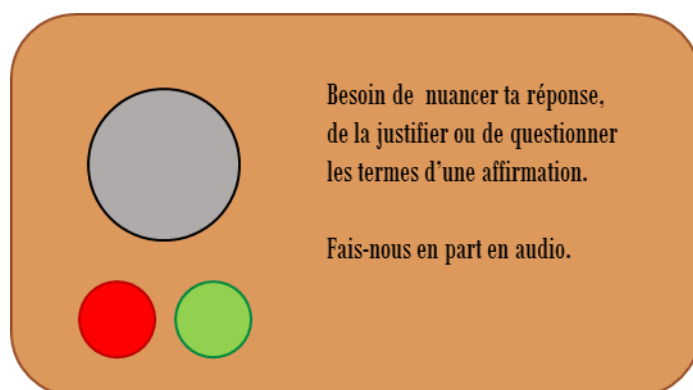 Besoin de nuancer ta réponse,
de la justifier ou de questionner
les termes d'une affirmation.
Fais-nous en part en audio.